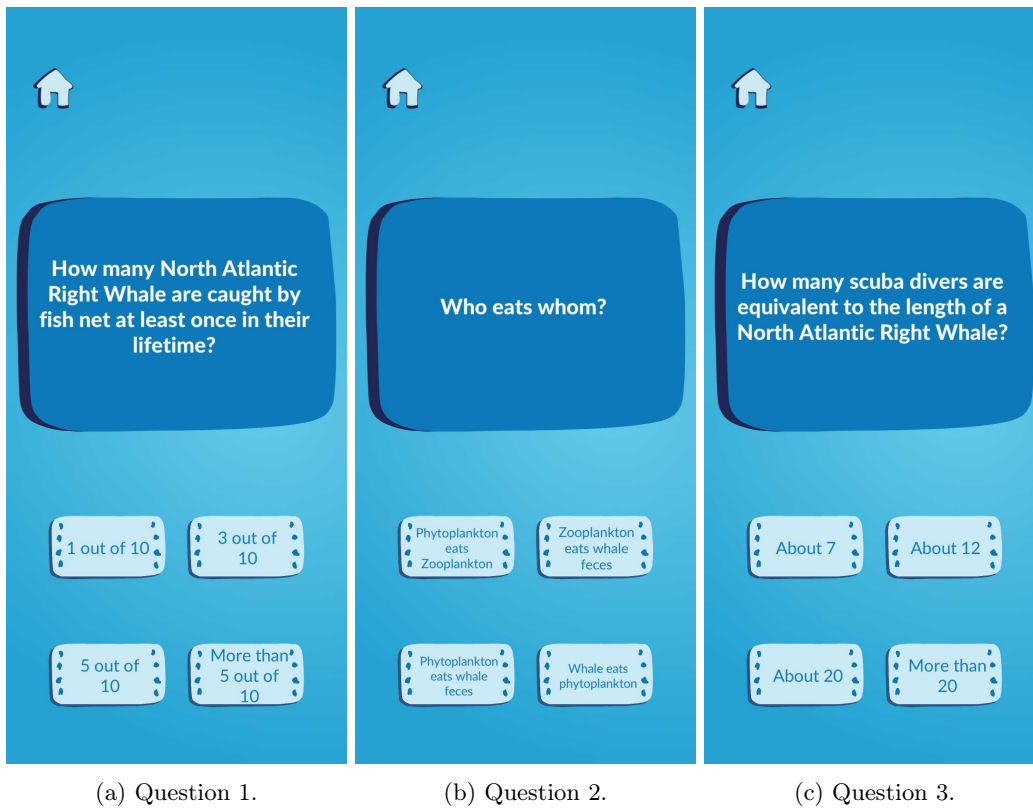 How many North Atlantic
Right Whale are caught by
fish net at least once in their
lifetime?
1 out of 10
3 out of
10
5 out of
10
More than
5 out of
10
(a) Question 1.
Who eats whom?
Phytoplankton
eats
Zooplankton
Zooplankton
eats whale
feces
Phytoplankton
eats whale
feces
Whale eats
phytoplankton
(b) Question 2.
How many scuba divers are
equivalent to the length of a
North Atlantic Right Whale?
About 7
About 12
About 20
More than
20
(c) Question 3.